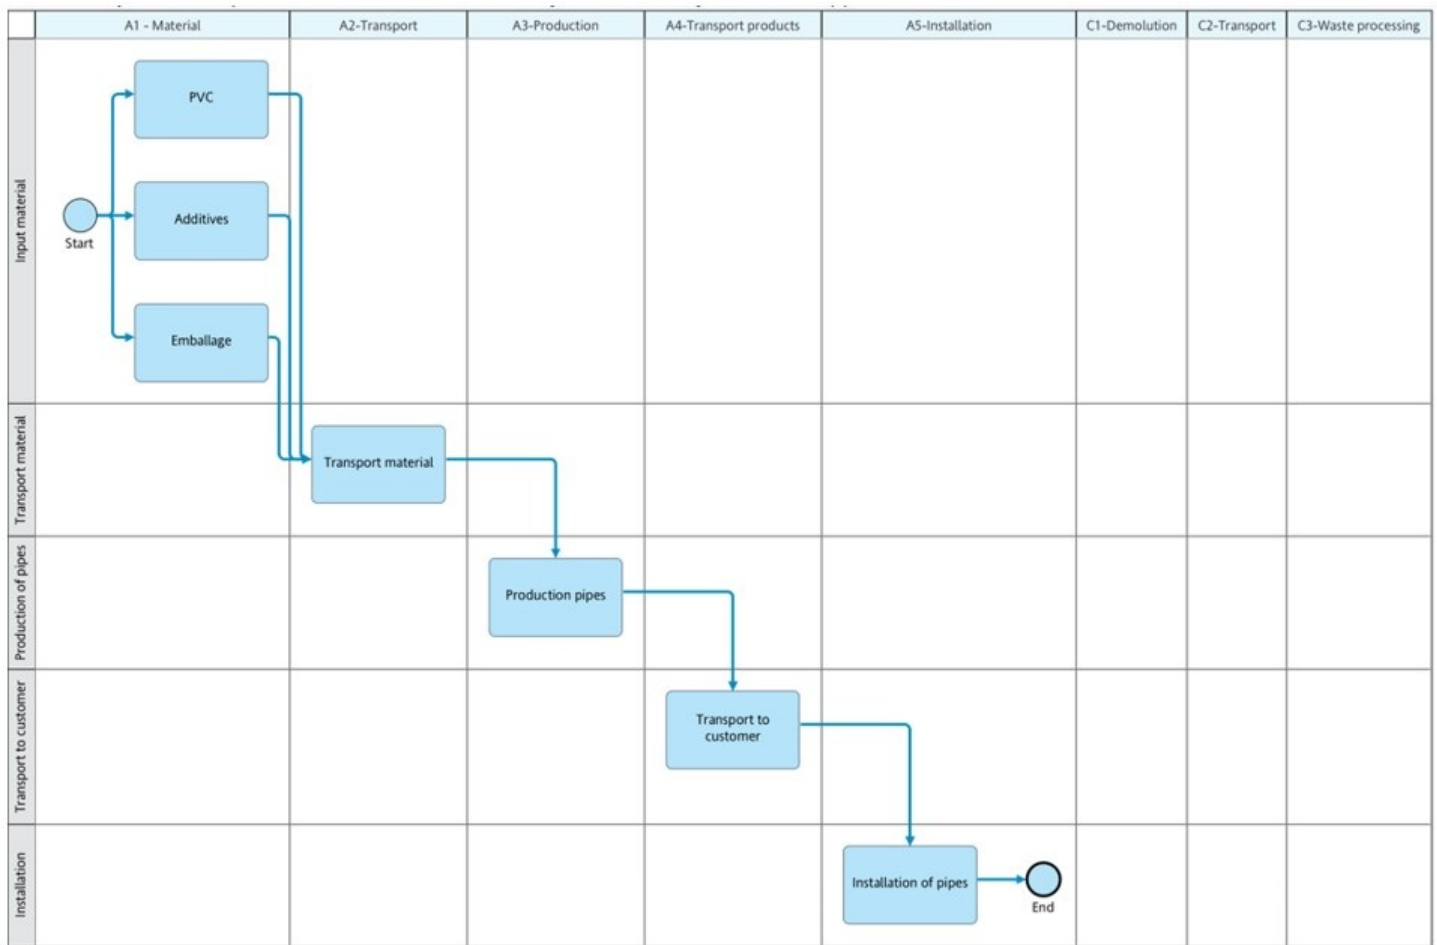 A1 - Material
A2-Transport
A3-Production
A4-Transport products
A5-Installation
C1-Demolition
C2-Transport
C3-Waste processing
Input material
PVC
Additives
Start
Emballage
Transport material
Transport material
Production of pipes
Production pipes
Transport to customer
Transport to
customer
Installation
Installation of pipes
End